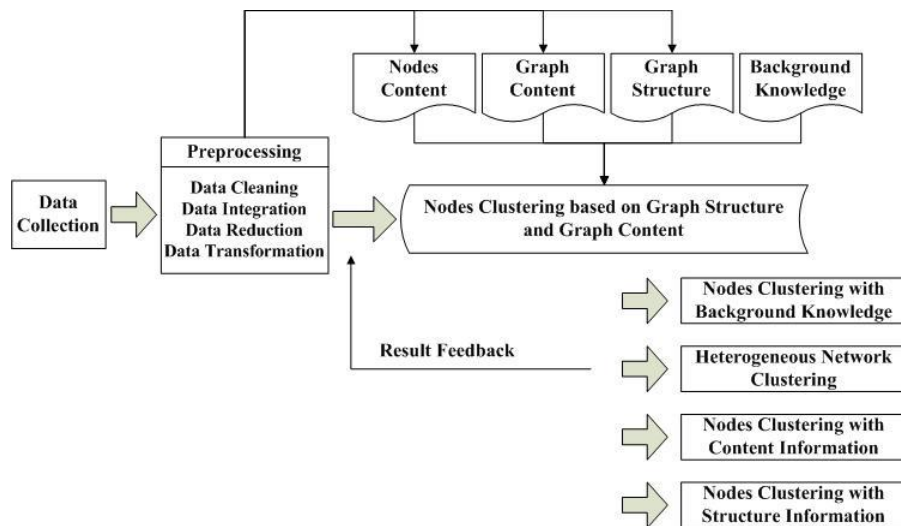 Nodes
Content
Graph
Content
Graph
Structure
Background
Knowledge
Preprocessing
Data Cleaning
Data Integration
Data Reduction
Data Transformation
Data
Collection
Nodes Clustering based on Graph Structure
and Graph Content
Nodes Clustering with
Background Knowledge
Result Feedback
Heterogeneous Network
Clustering
Nodes Clustering with
Content Information
Nodes Clustering with
Structure Information